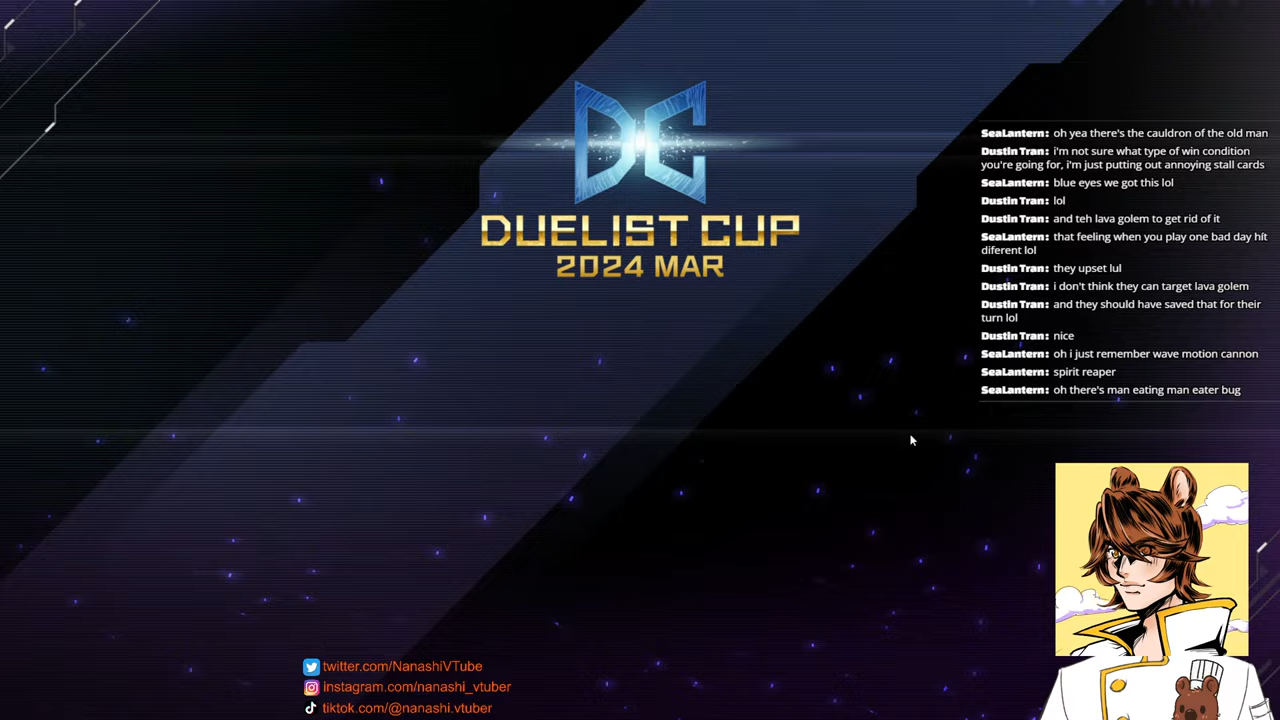 DC
DUELIST CUP
2024 MAR
SeaLantern: oh yea there's the cauldron of the old man
Dustin Tran: i'm not sure what type of win condition
you're going for, i'm just putting out annoying stall cards
SeaLantern: blue eyes we got this lol
Dustin Tran: lol
Dustin Tran: and teh lava golem to get rid of it
SeaLantern: that feeling when you play one bad day hit
diferent lol
Dustin Tran: they upset lul
Dustin Tran: i don't think they can target lava golem
Dustin Tran: and they should have saved that for their
turn lol
Dustin Tran: nice
SeaLantern: oh i just remember wave motion cannon
SeaLantern: spirit reaper
SeaLantern: oh there's man eating man eater bug
twitter.com/NanashiVTube
instagram.com/nanashi_vtuber
tiktok.com/@nanashi.vtuber